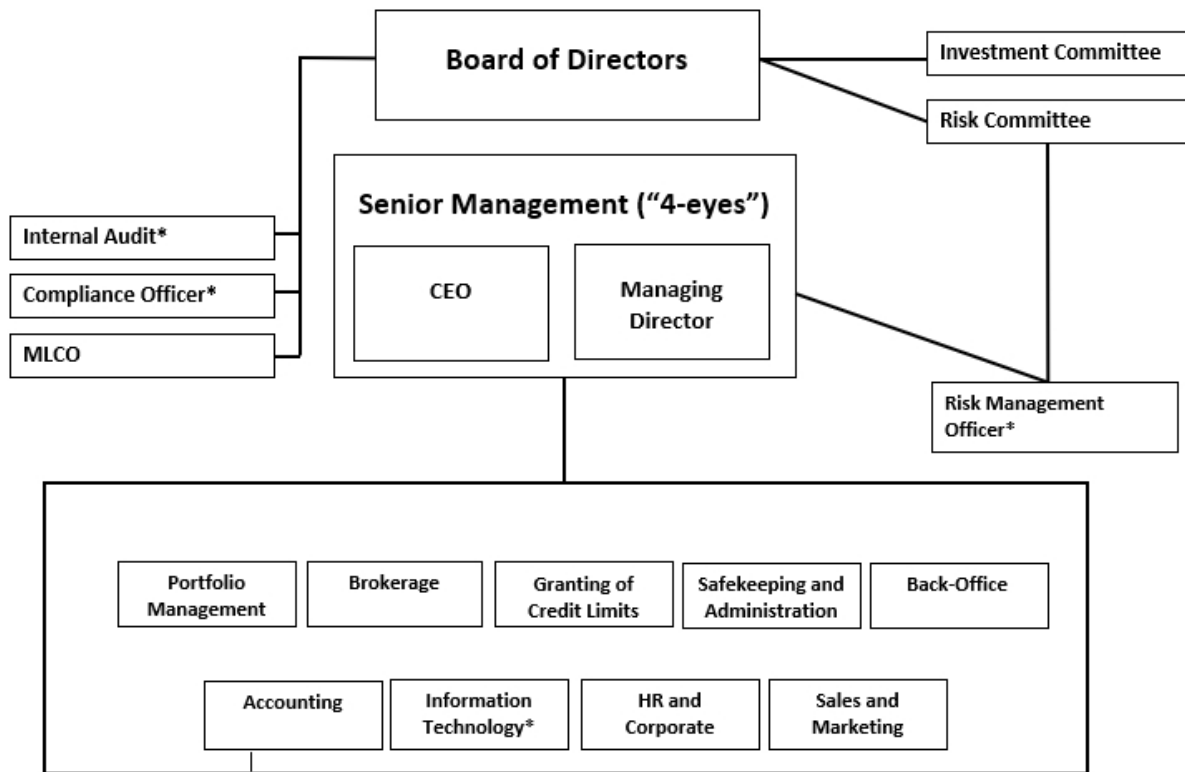 Board of Directors
Investment Committee
Risk Committee
Senior Management (“4-eyes”)
Internal Audit*
Compliance Officer*
MLCO
CEO
Managing
Director
Risk Management
Officer*
Portfolio
Management
Brokerage
Granting of
Credit Limits
Safekeeping and
Administration
Back-Office
Accounting
Information
Technology*
HR and
Corporate
Sales and
Marketing